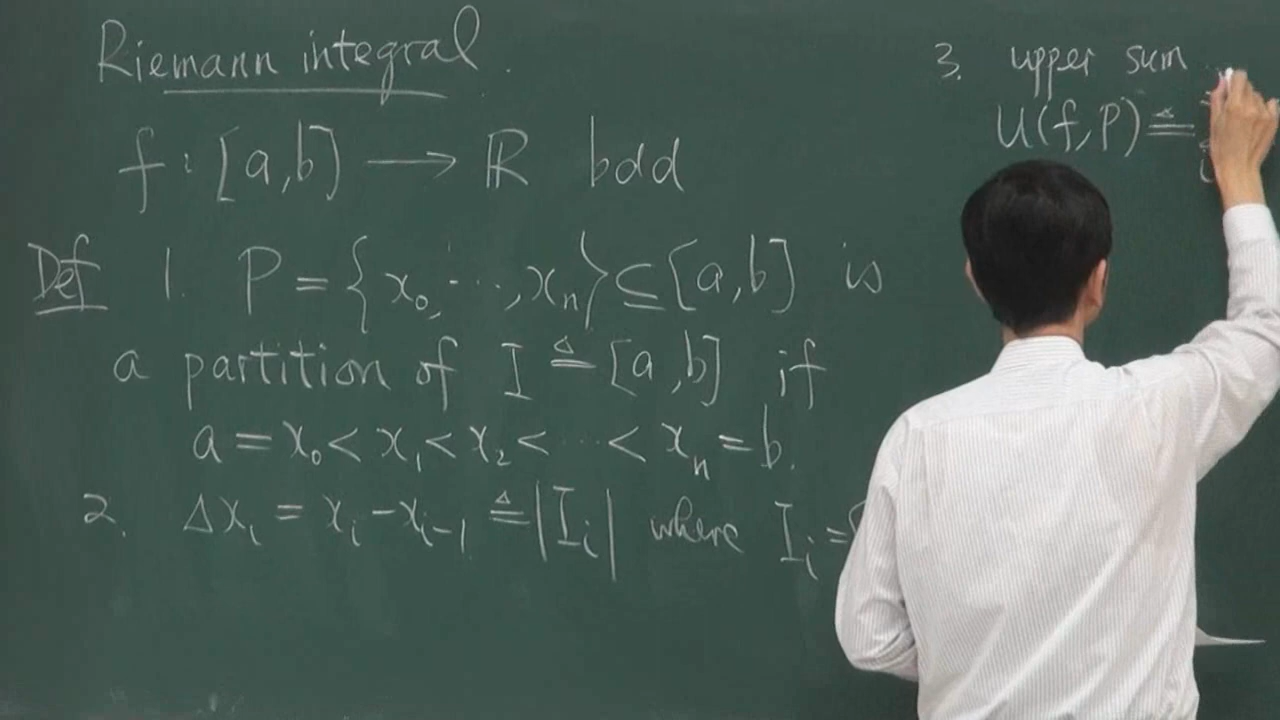 Riemann integral.
f : [a,b] ⟶ ℝ bdd
Def 1. P = {x₀, ⋯, xₙ} ⊆ [a,b] is
a partition of I ≜ [a,b] if
a = x₀ < x₁ < x₂ < ⋯ < xₙ = b.
2. Δxᵢ = xᵢ − xᵢ₋₁ ≜ |Iᵢ| where Iᵢ =
3. upper sum
U(f,P) ≜